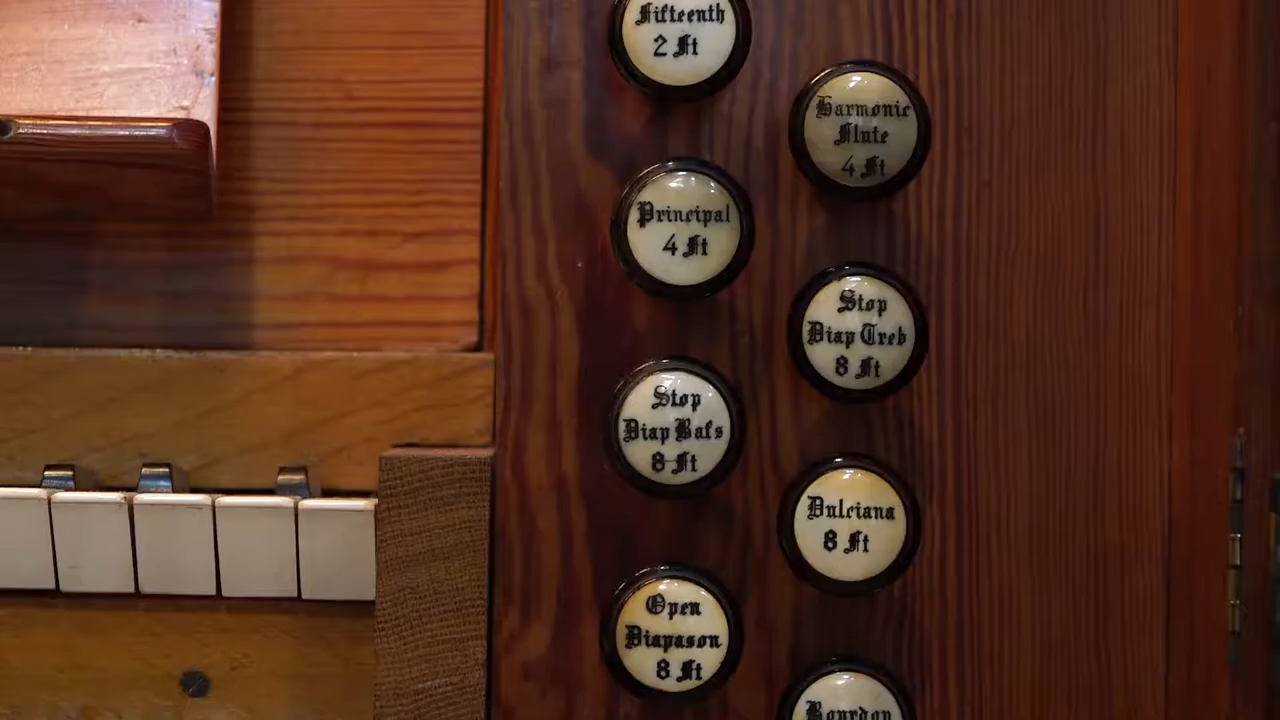 Fifteenth
2 Ft
Harmonic
Flute
4 Ft
Principal
4 Ft
Stop
Diap Treb
8 Ft
Stop
Diap Bass
8 Ft
Dulciana
8 Ft
Open
Diapason
8 Ft
Bourdon